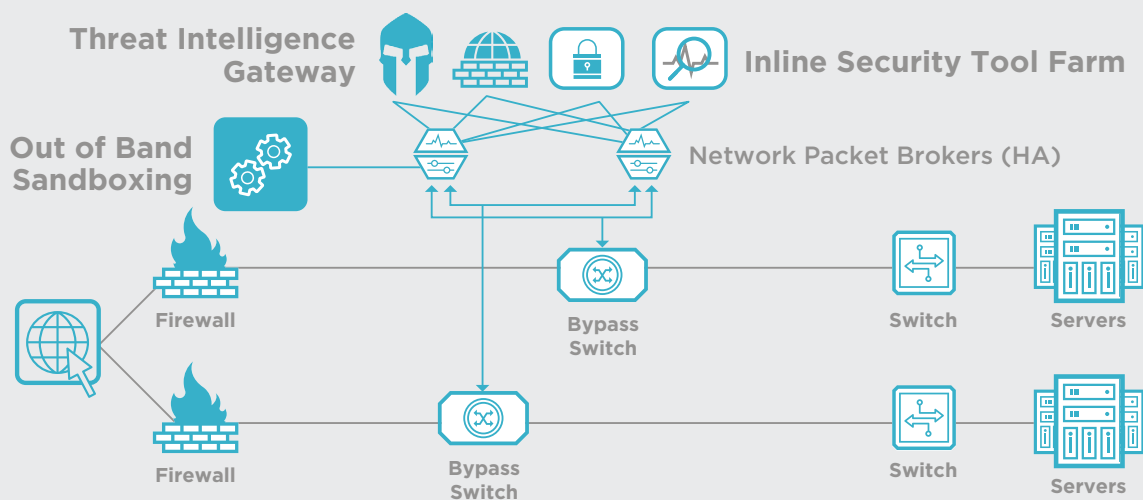 Threat Intelligence
Gateway
Inline Security Tool Farm
Out of Band
Sandboxing
Network Packet Brokers (HA)
Firewall
Bypass
Switch
Switch
Servers
Firewall
Bypass
Switch
Switch
Servers